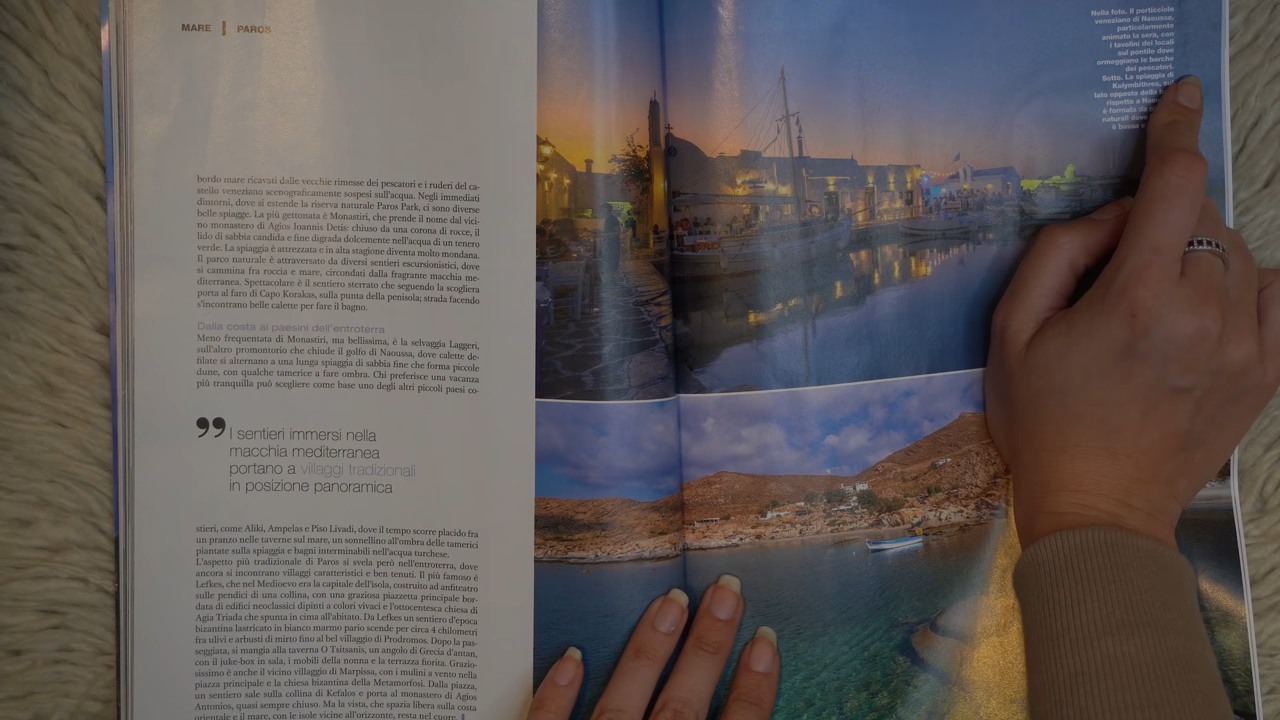 MARE | PAROS
bordo mare ricavati dalle vecchie rimesse dei pescatori e i ruderi del ca-
stello veneziano scenograficamente sospesi sull'acqua. Negli immediati
dintorni, dove si estende la riserva naturale Paros Park, ci sono diverse
belle spiagge. La più gettonata è Monastiri, che prende il nome dal vici-
no monastero di Agios Ioannis Detis: chiuso da una corona di rocce, il
lido di sabbia candida e fine digrada dolcemente nell'acqua di un tenero
verde. La spiaggia è attrezzata e in alta stagione diventa molto mondana.
Il parco naturale è attraversato da diversi sentieri escursionistici, dove
si cammina fra roccia e mare, circondati dalla fragrante macchia me-
diterranea. Spettacolare è il sentiero sterrato che seguendo la scogliera
porta al faro di Capo Korakas, sulla punta della penisola; strada facendo
s'incontrano belle calette per fare il bagno.
Dalla costa ai paesini dell'entroterra
Meno frequentata di Monastiri, ma bellissima, è la selvaggia Laggeri,
sull'altro promontorio che chiude il golfo di Naoussa, dove calette de-
filate si alternano a una lunga spiaggia di sabbia fine che forma piccole
dune, con qualche tamerice a fare ombra. Chi preferisce una vacanza
più tranquilla può scegliere come base uno degli altri piccoli paesi co-
” I sentieri immersi nella
macchia mediterranea
portano a villaggi tradizionali
in posizione panoramica
stieri, come Aliki, Ampelas e Piso Livadi, dove il tempo scorre placido fra
un pranzo nelle taverne sul mare, un sonnellino all'ombra delle tamerici
piantate sulla spiaggia e bagni interminabili nell'acqua turchese.
L'aspetto più tradizionale di Paros si svela però nell'entroterra, dove
ancora si incontrano villaggi caratteristici e ben tenuti. Il più famoso è
Lefkes, che nel Medioevo era la capitale dell'isola, costruito ad anfiteatro
sulle pendici di una collina, con una graziosa piazzetta principale bor-
data di edifici neoclassici dipinti a colori vivaci e l'ottocentesca chiesa di
Agia Triada che spunta in cima all'abitato. Da Lefkes un sentiero d'epoca
bizantina lastricato in bianco marmo pario scende per circa 4 chilometri
fra ulivi e arbusti di mirto fino al bel villaggio di Prodromos. Dopo la pas-
seggiata, si mangia alla taverna O Tsitsanis, un angolo di Grecia d'antan,
con il juke-box in sala, i mobili della nonna e la terrazza fiorita. Grazio-
sissimo è anche il vicino villaggio di Marpissa, con i mulini a vento nella
piazza principale e la chiesa bizantina della Metamorfosi. Dalla piazza,
un sentiero sale sulla collina di Kefalos e porta al monastero di Agios
Antonios, quasi sempre chiuso. Ma la vista, che spazia libera sulla costa
orientale e il mare, con le isole vicine all'orizzonte, resta nel cuore.
Nella foto. Il porticciolo
veneziano di Naoussa,
particolarmente
animato la sera, con
i tavolini dei locali
sul pontile dove
ormeggiano le barche
dei pescatori.
Sotto. La spiaggia di
Kolymbithres, sul
lato opposto della
rispetto a
è formata da
naturali dove
è bassa e